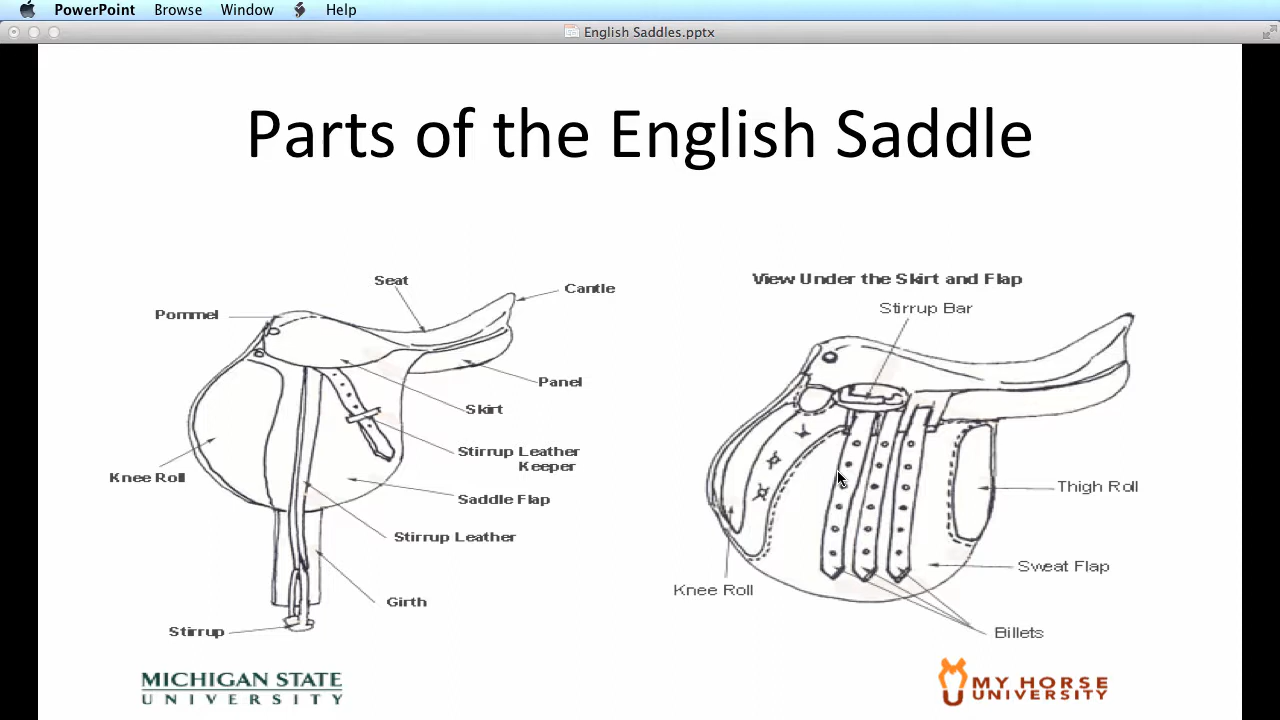 PowerPoint Browse Window Help
English Saddles.pptx
Parts of the English Saddle
Seat
Cantle
Pommel
Panel
Skirt
Stirrup Leather
Keeper
Knee Roll
Saddle Flap
Stirrup Leather
Girth
Stirrup
View Under the Skirt and Flap
Stirrup Bar
Thigh Roll
Sweat Flap
Knee Roll
Billets
MICHIGAN STATE
UNIVERSITY
MY HORSE
UNIVERSITY